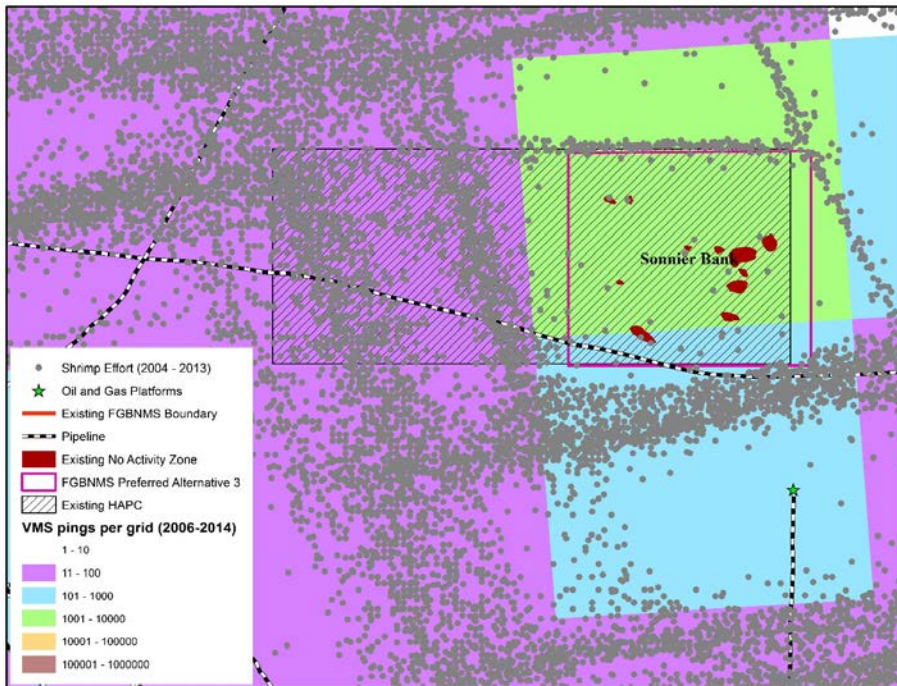 Sonnier Bank
Shrimp Effort (2004 - 2013)
Oil and Gas Platforms
Existing FGBNMS Boundary
Pipeline
Existing No Activity Zone
FGBNMS Preferred Alternative 3
Existing HAPC
VMS pings per grid (2006-2014)
1 - 10
11 - 100
101 - 1000
1001 - 10000
10001 - 100000
100001 - 1000000